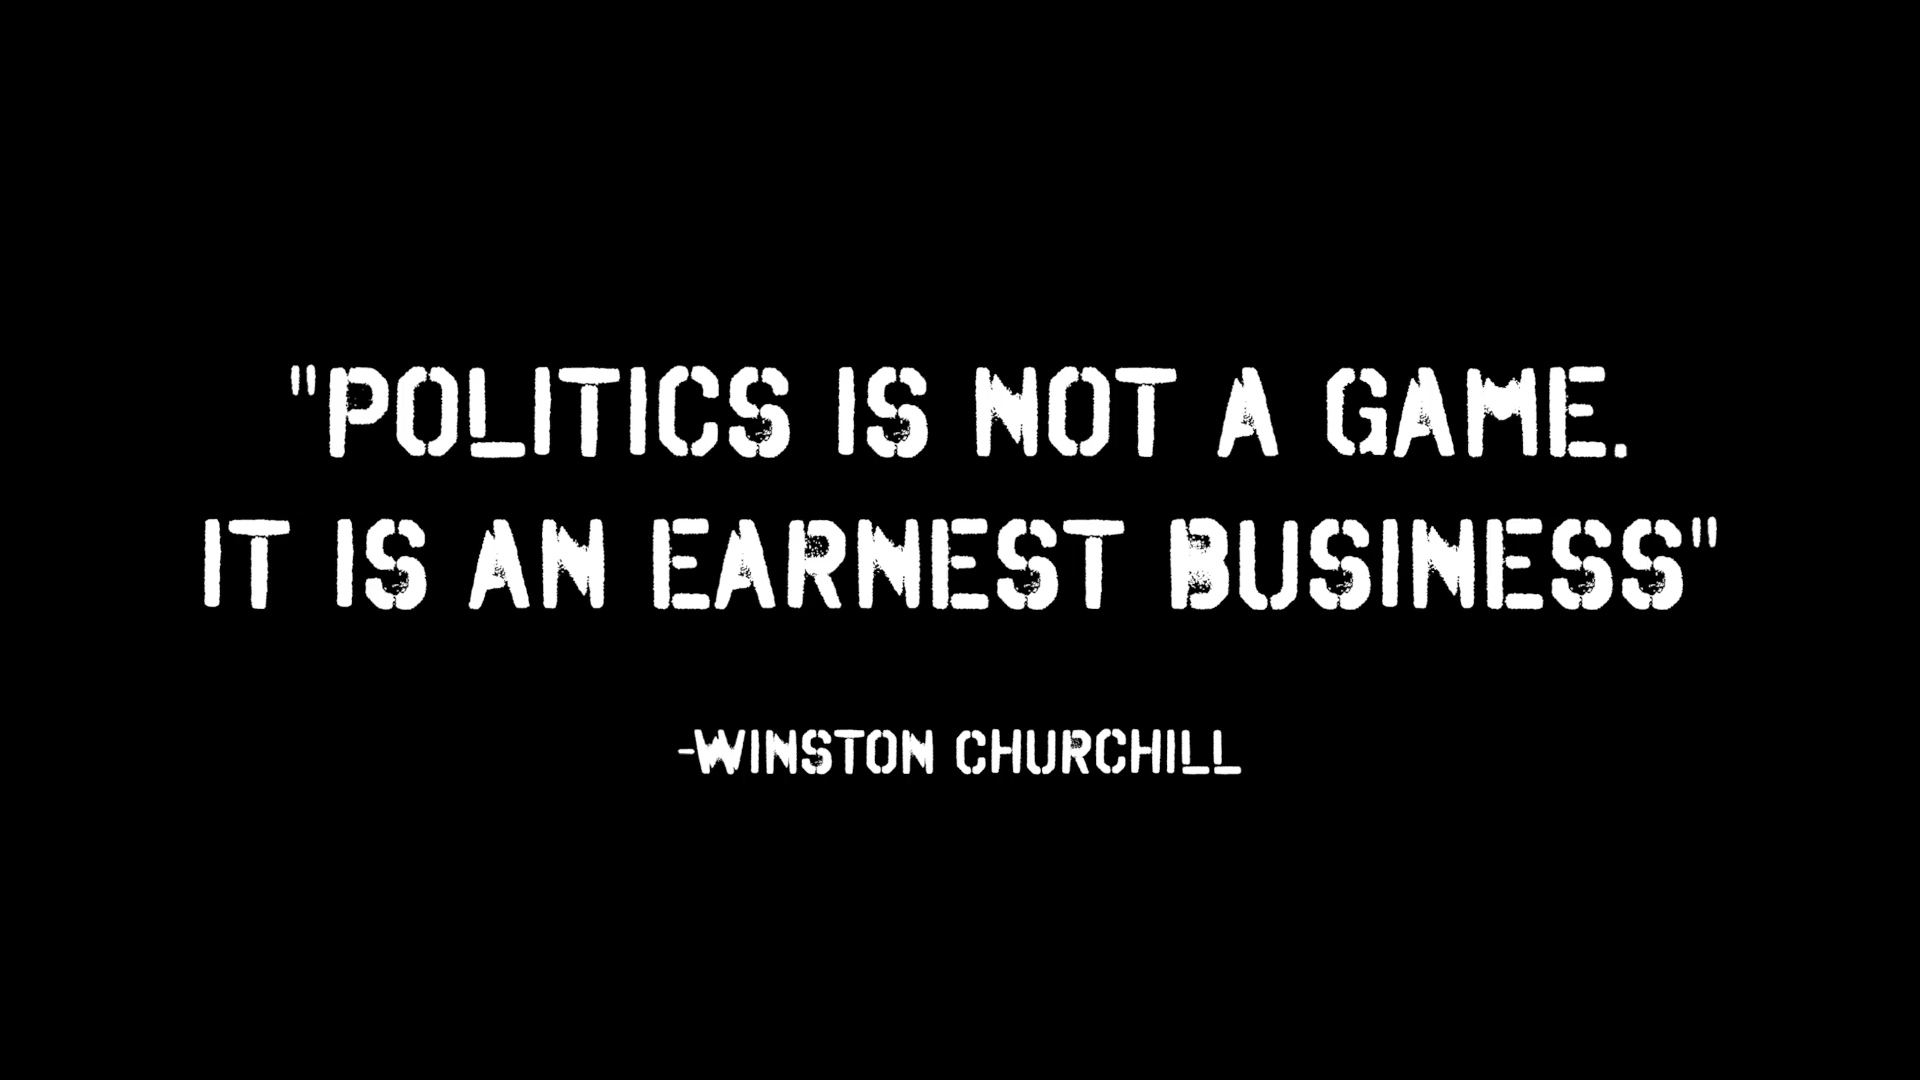 "POLITICS IS NOT A GAME.
IT IS AN EARNEST BUSINESS"
-WINSTON CHURCHILL